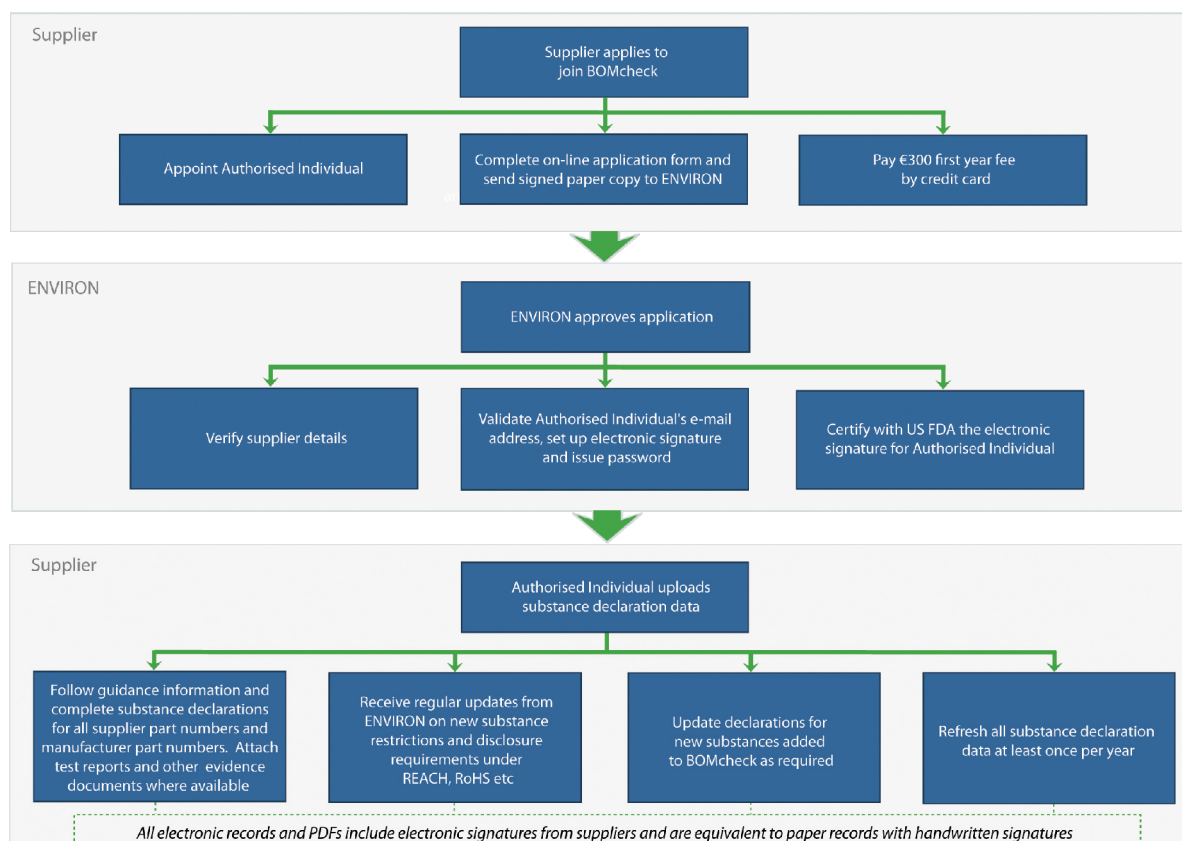 Supplier
Supplier applies to
join BOMcheck
Appoint Authorised Individual
Complete on-line application form and
send signed paper copy to ENVIRON
Pay €300 first year fee
by credit card
ENVIRON
ENVIRON approves application
Verify supplier details
Validate Authorised Individual's e-mail
address, set up electronic signature
and issue password
Certify with US FDA the electronic
signature for Authorised Individual
Supplier
Authorised Individual uploads
substance declaration data
Follow guidance information and
complete substance declarations
for all supplier part numbers and
manufacturer part numbers. Attach
test reports and other evidence
documents where available
Receive regular updates from
ENVIRON on new substance
restrictions and disclosure
requirements under
REACH, RoHS etc
Update declarations for
new substances added
to BOMcheck as required
Refresh all substance declaration
data at least once per year
All electronic records and PDFs include electronic signatures from suppliers and are equivalent to paper records with handwritten signatures